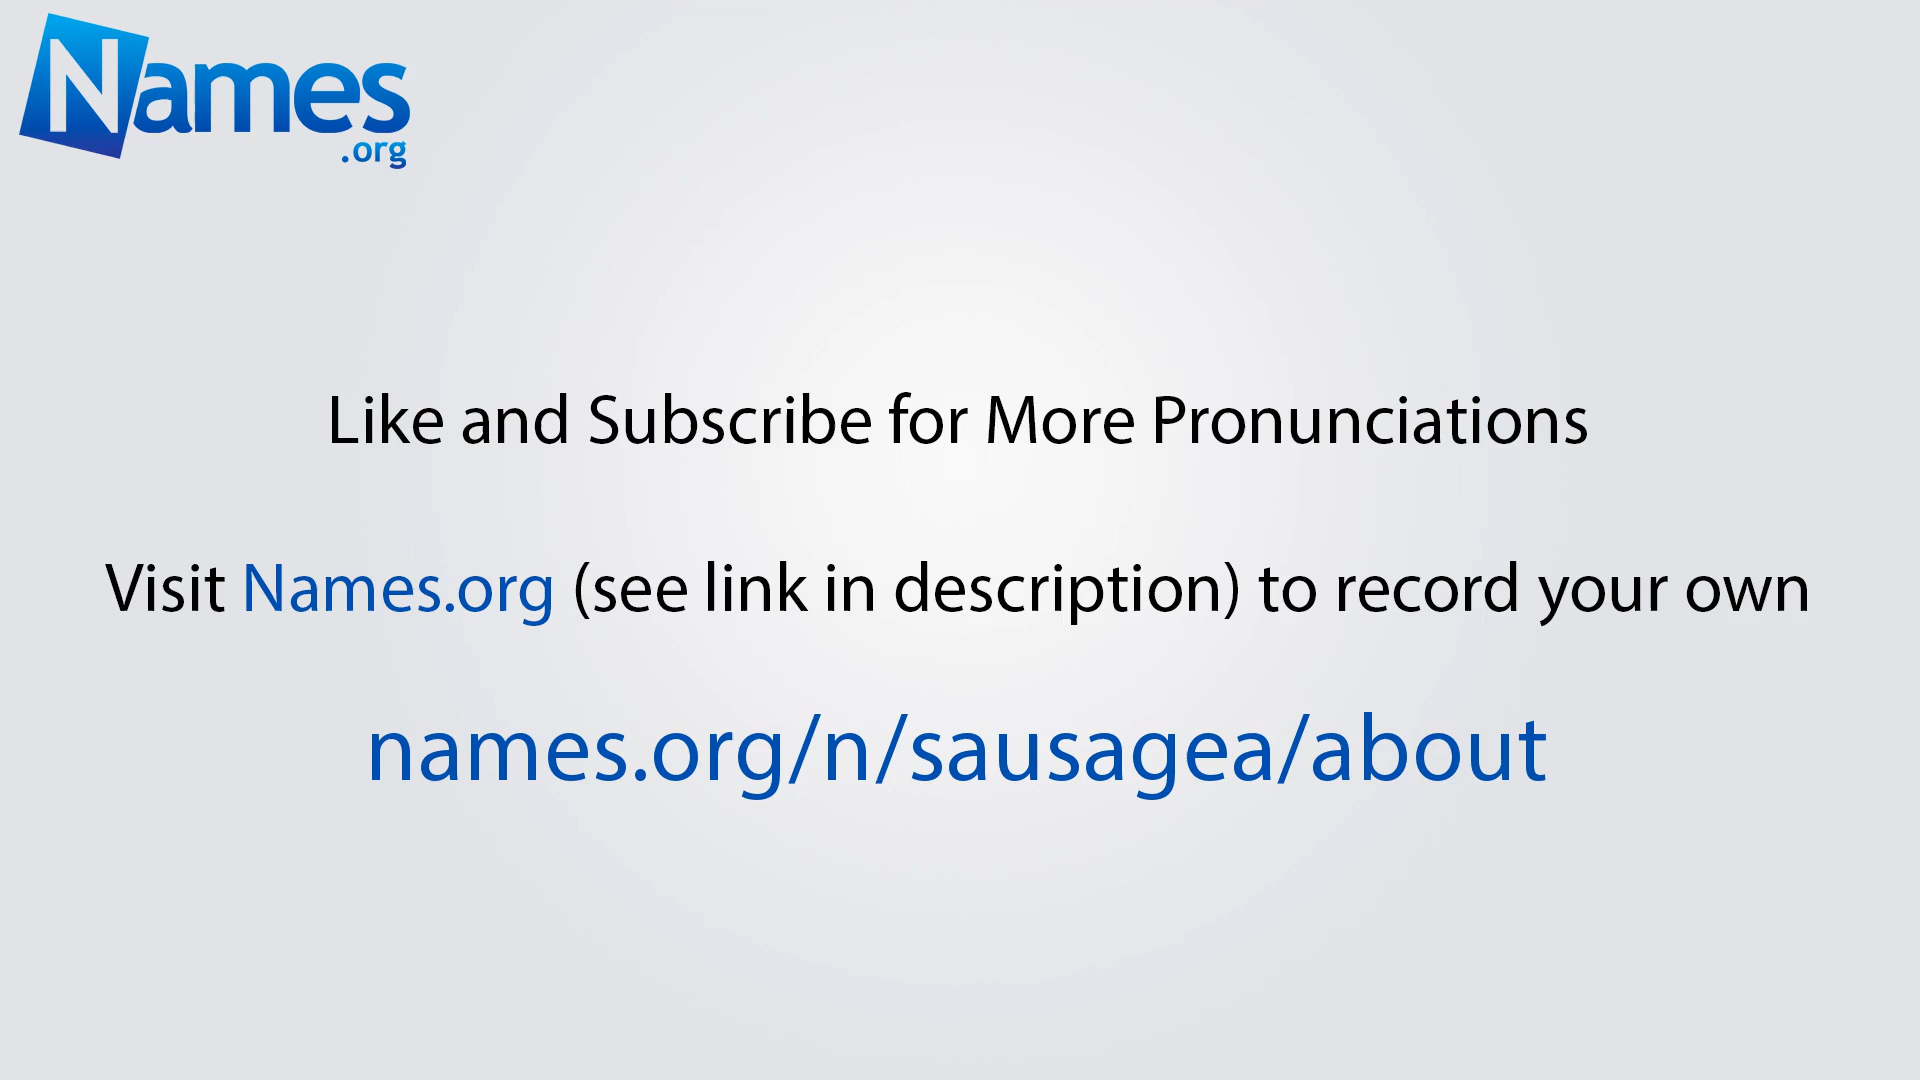 Names
.org
Like and Subscribe for More Pronunciations
Visit Names.org (see link in description) to record your own
names.org/n/sausagea/about